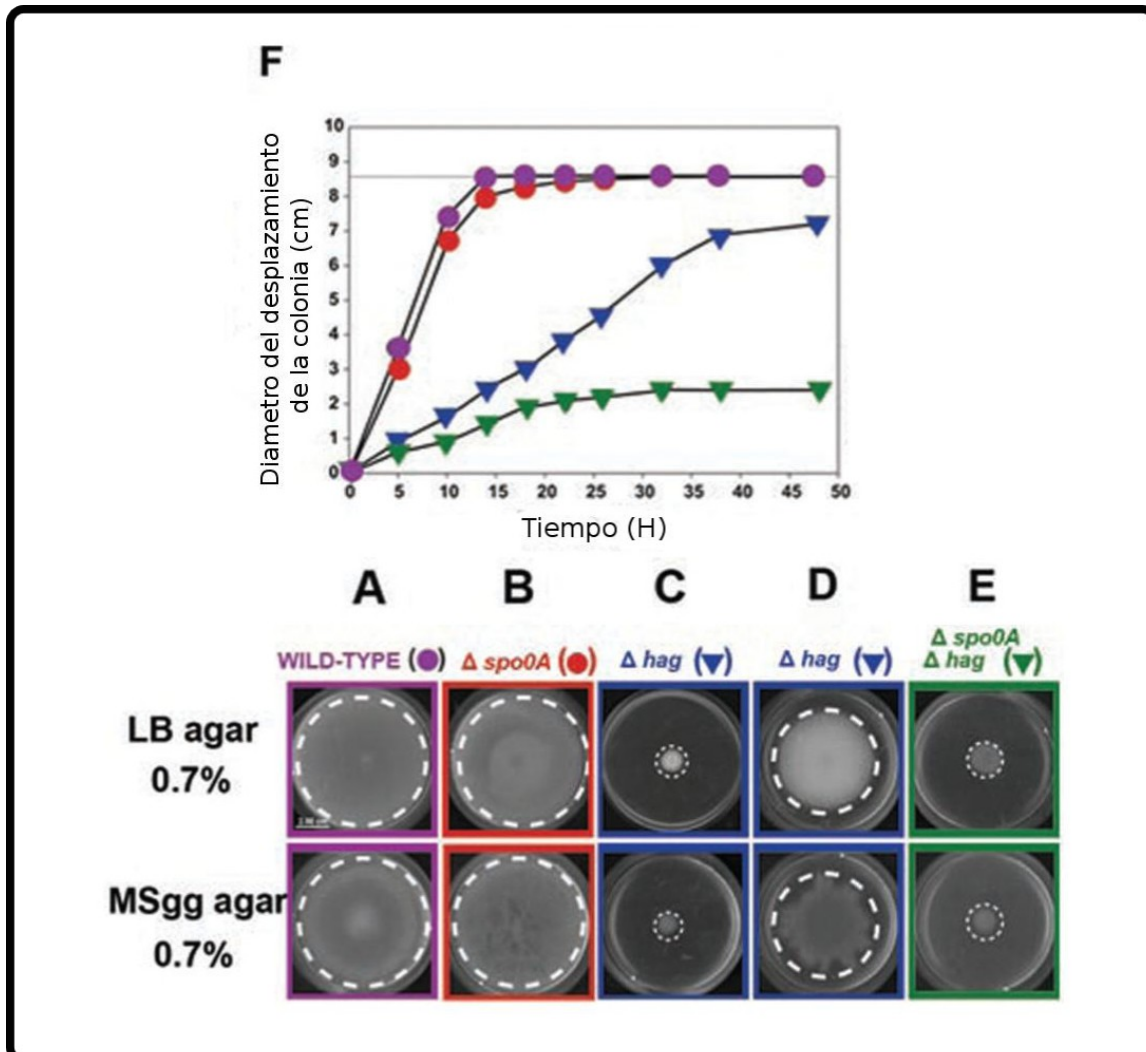 F
Diametro del desplazamiento
de la colonia (cm)
10
9
8
7
6
5
4
3
2
1
0
0 5 10 15 20 25 30 35 40 45 50
Tiempo (H)
A B C D E
WILD-TYPE (●) Δ spo0A (●) Δ hag (▼) Δ hag (▼) Δ spo0A
Δ hag (▼)
LB agar
0.7%
MSgg agar
0.7%